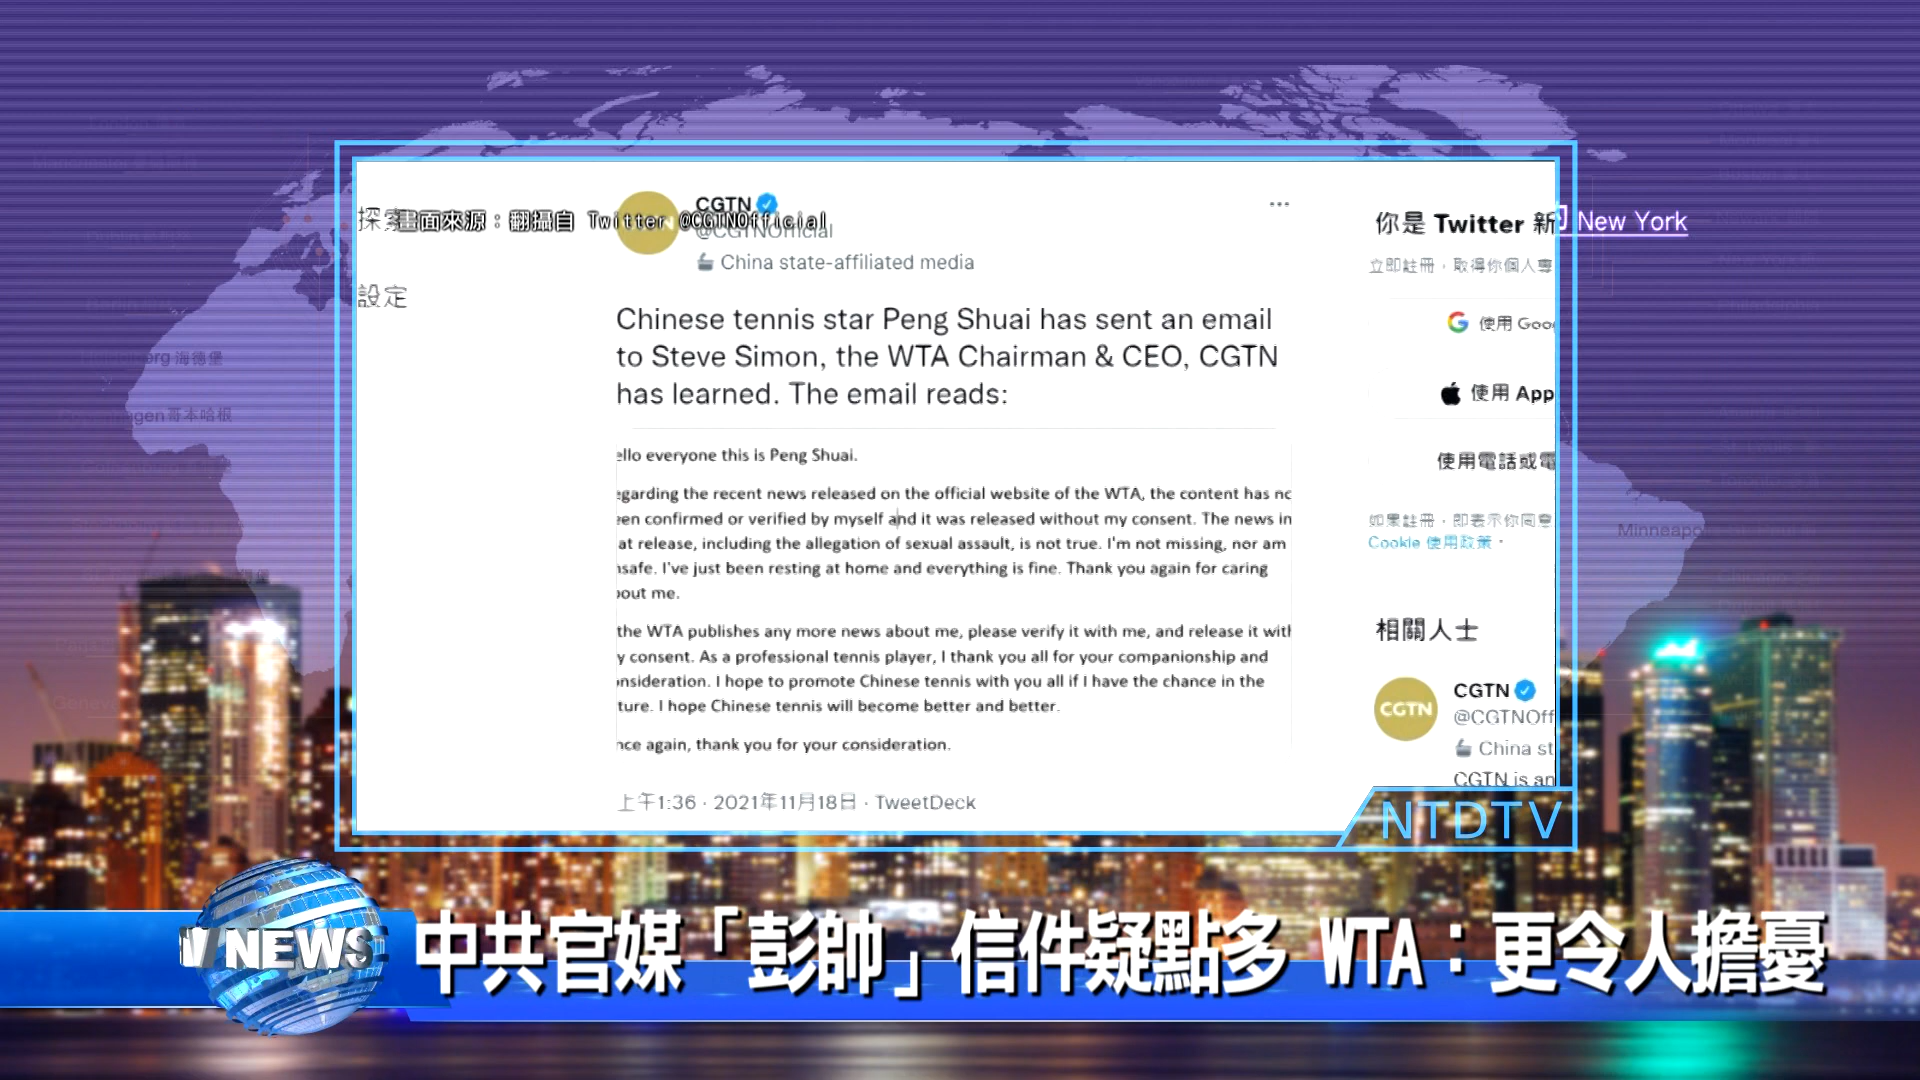 探索
畫面來源：翻攝自 Twitter @CGTNOfficial
CGTN
@CGTNOfficial
China state-affiliated media
設定
Chinese tennis star Peng Shuai has sent an email
to Steve Simon, the WTA Chairman & CEO, CGTN
has learned. The email reads:
ello everyone this is Peng Shuai.
egarding the recent news released on the official website of the WTA, the content has no
een confirmed or verified by myself and it was released without my consent. The news in
at release, including the allegation of sexual assault, is not true. I'm not missing, nor am
nsafe. I've just been resting at home and everything is fine. Thank you again for caring
bout me.
the WTA publishes any more news about me, please verify it with me, and release it with
y consent. As a professional tennis player, I thank you all for your companionship and
onsideration. I hope to promote Chinese tennis with you all if I have the chance in the
ture. I hope Chinese tennis will become better and better.
nce again, thank you for your consideration.
上午1:36 · 2021年11月18日 · TweetDeck
你是 Twitter 新
立即註冊，取得你個人專
使用 Goo
使用 App
使用電話或電
如果註冊，即表示你同意
Cookie 使用政策。
相關人士
CGTN
CGTN
@CGTNOff
China st
CGTN is an
New York
海德堡
哥本哈根
Minneapo
NTDTV
NEWS
中共官媒「彭帥」信件疑點多 WTA：更令人擔憂